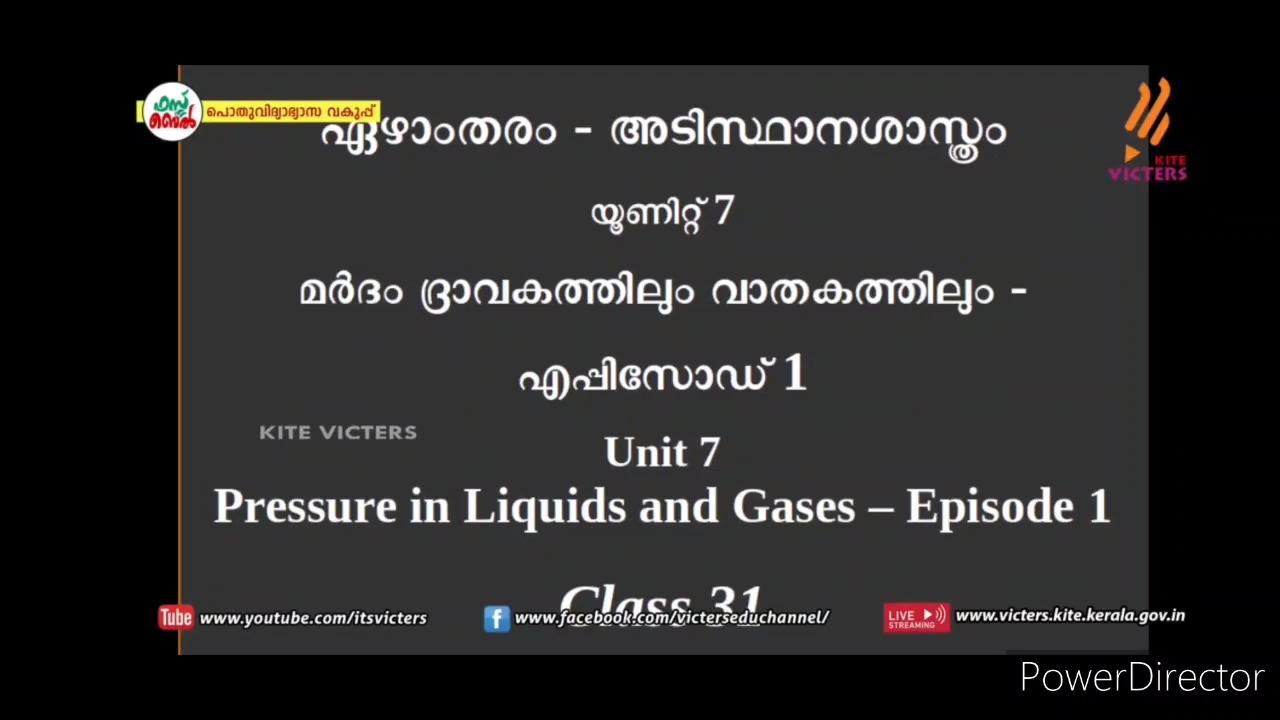 ഫസ്റ്റ് ബെൽ
പൊതുവിദ്യാഭ്യാസ വകുപ്പ്
ഏഴാംതരം - അടിസ്ഥാനശാസ്ത്രം
KITE
VICTERS
യൂണിറ്റ് 7
മർദം ദ്രാവകത്തിലും വാതകത്തിലും -
എപ്പിസോഡ് 1
KITE VICTERS
Unit 7
Pressure in Liquids and Gases – Episode 1
Class 31
Tube www.youtube.com/itsvicters
f www.facebook.com/victerseduchannel/
LIVE STREAMING www.victers.kite.kerala.gov.in
PowerDirector